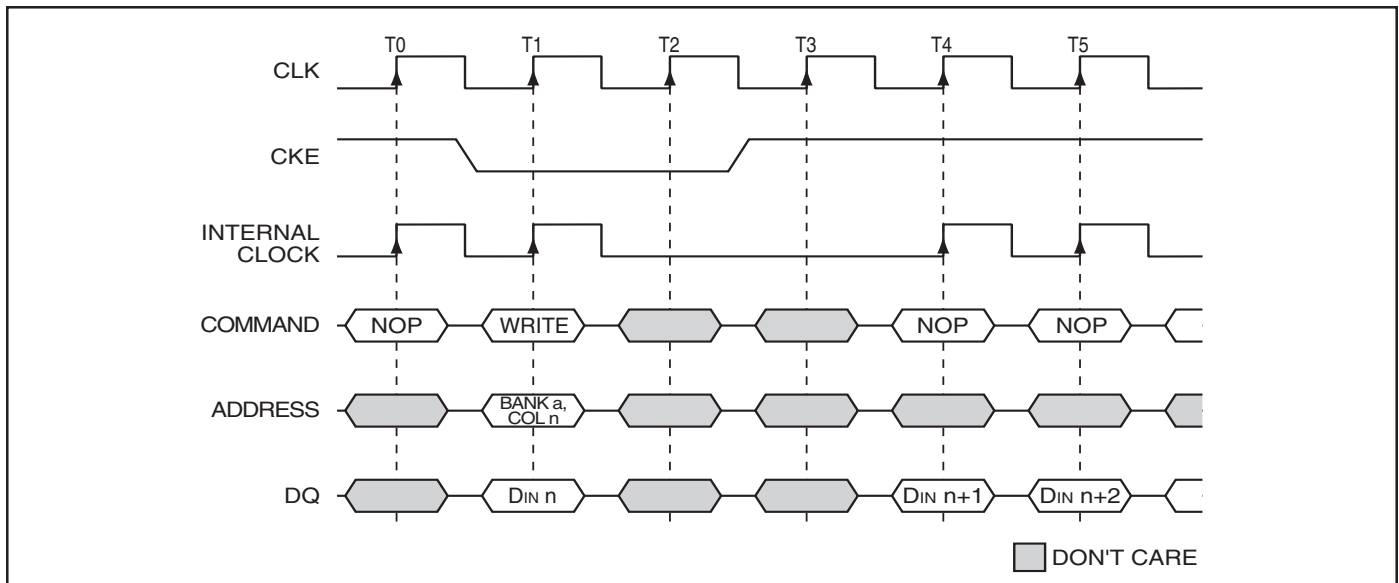 T0 T1 T2 T3 T4 T5
CLK
CKE
INTERNAL
CLOCK
COMMAND NOP WRITE NOP NOP
ADDRESS BANK a,
COL n
DQ DIN n DIN n+1 DIN n+2
DON'T CARE